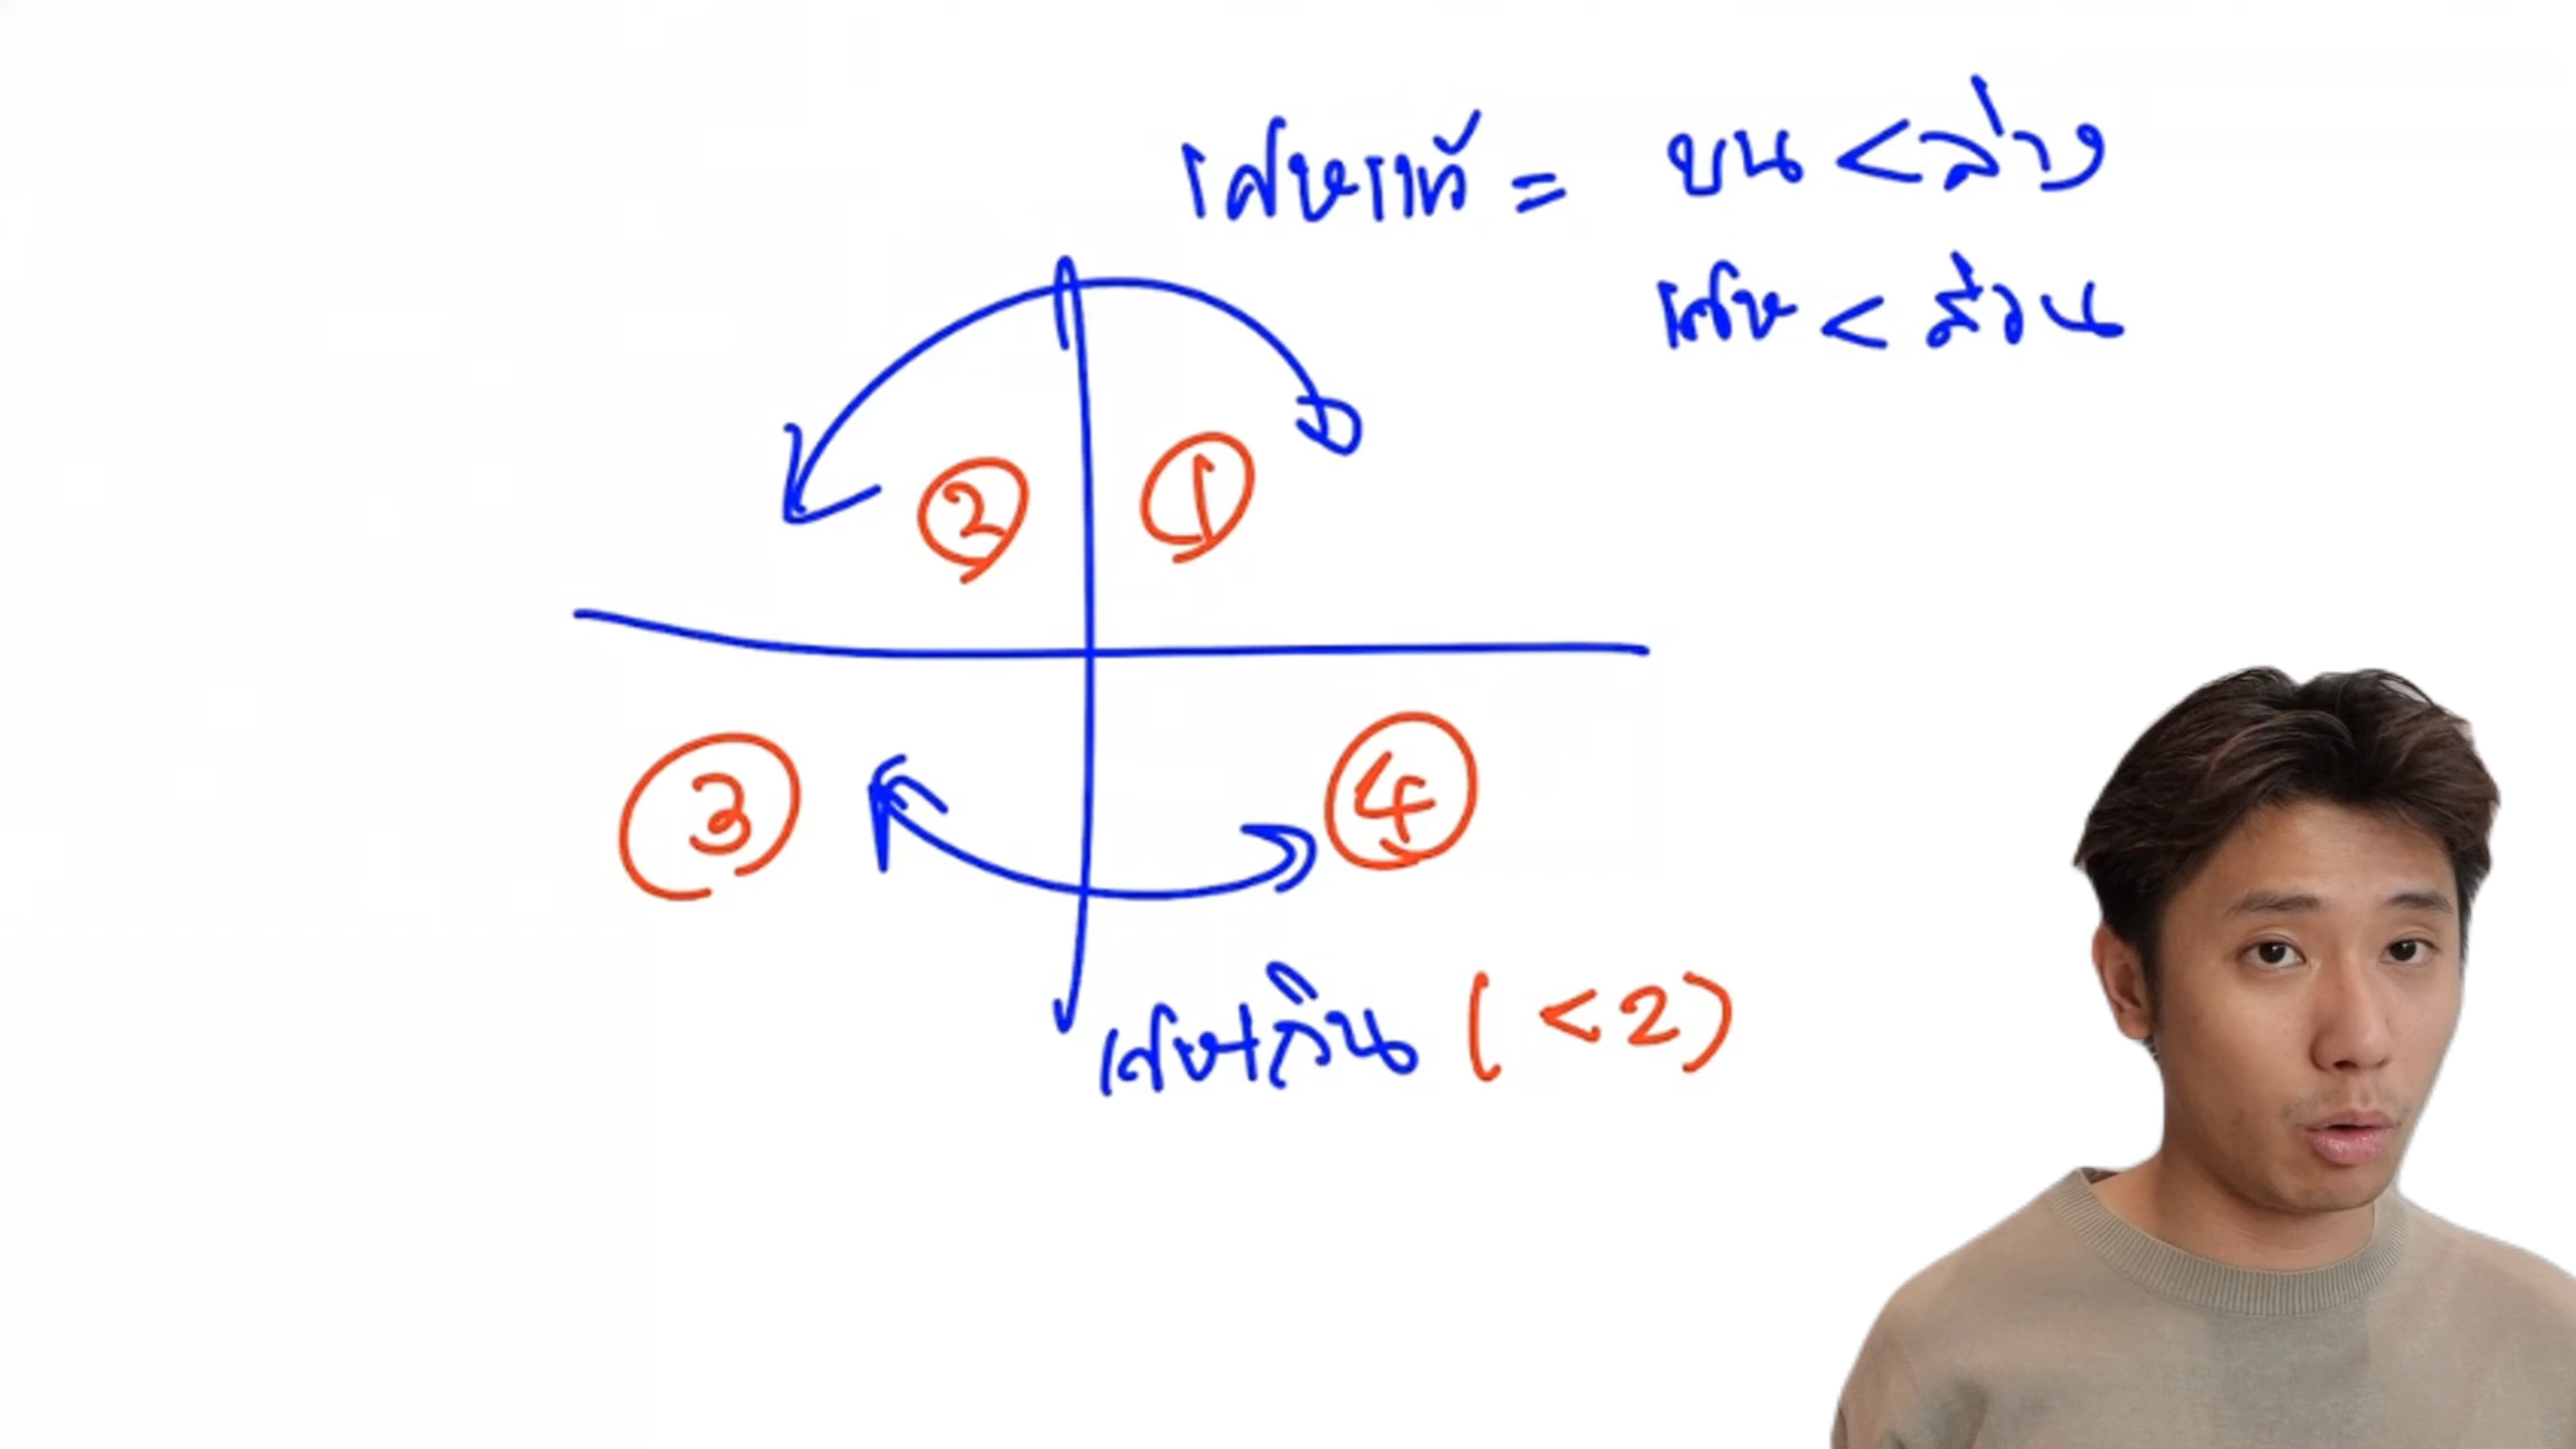 เศษแท้ = บน < ล่าง
เศษ < ส่วน
② ①
③ ④
เศษเกิน ( < 2 )